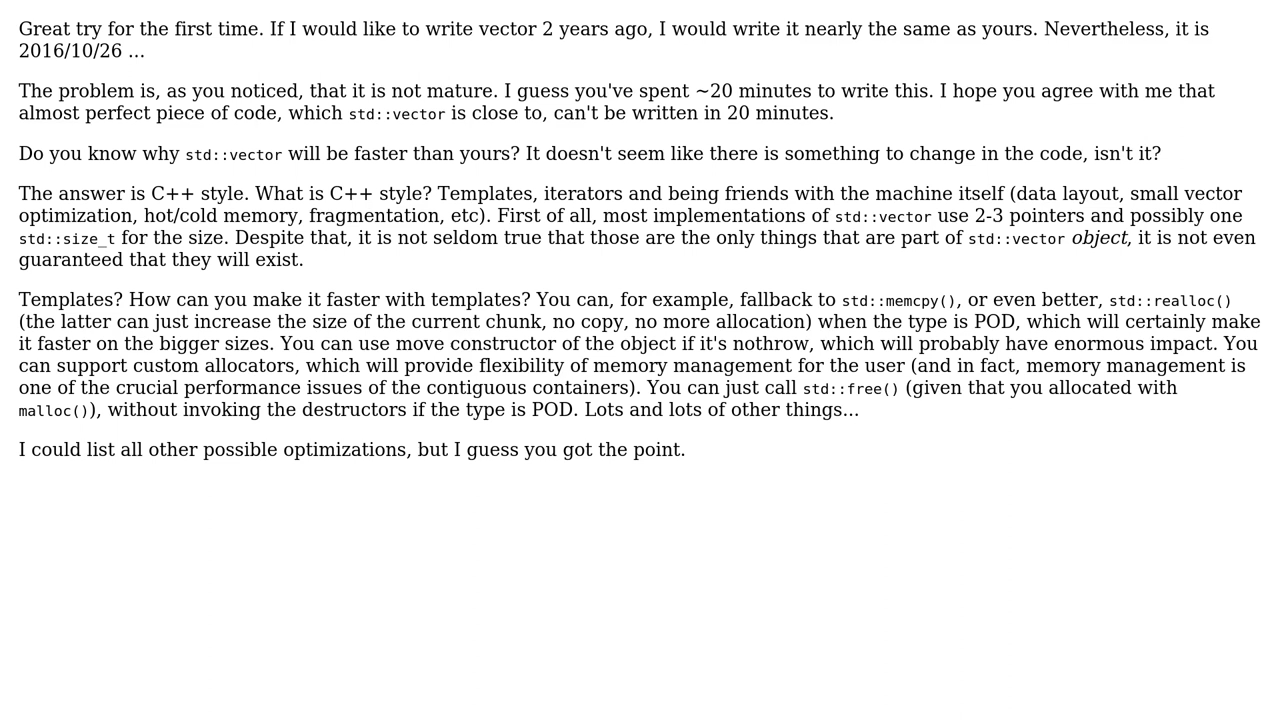 Great try for the first time. If I would like to write vector 2 years ago, I would write it nearly the same as yours. Nevertheless, it is
2016/10/26 ...
The problem is, as you noticed, that it is not mature. I guess you've spent ~20 minutes to write this. I hope you agree with me that
almost perfect piece of code, which std::vector is close to, can't be written in 20 minutes.
Do you know why std::vector will be faster than yours? It doesn't seem like there is something to change in the code, isn't it?
The answer is C++ style. What is C++ style? Templates, iterators and being friends with the machine itself (data layout, small vector
optimization, hot/cold memory, fragmentation, etc). First of all, most implementations of std::vector use 2-3 pointers and possibly one
std::size_t for the size. Despite that, it is not seldom true that those are the only things that are part of std::vector object, it is not even
guaranteed that they will exist.
Templates? How can you make it faster with templates? You can, for example, fallback to std::memcpy(), or even better, std::realloc()
(the latter can just increase the size of the current chunk, no copy, no more allocation) when the type is POD, which will certainly make
it faster on the bigger sizes. You can use move constructor of the object if it's nothrow, which will probably have enormous impact. You
can support custom allocators, which will provide flexibility of memory management for the user (and in fact, memory management is
one of the crucial performance issues of the contiguous containers). You can just call std::free() (given that you allocated with
malloc()), without invoking the destructors if the type is POD. Lots and lots of other things...
I could list all other possible optimizations, but I guess you got the point.